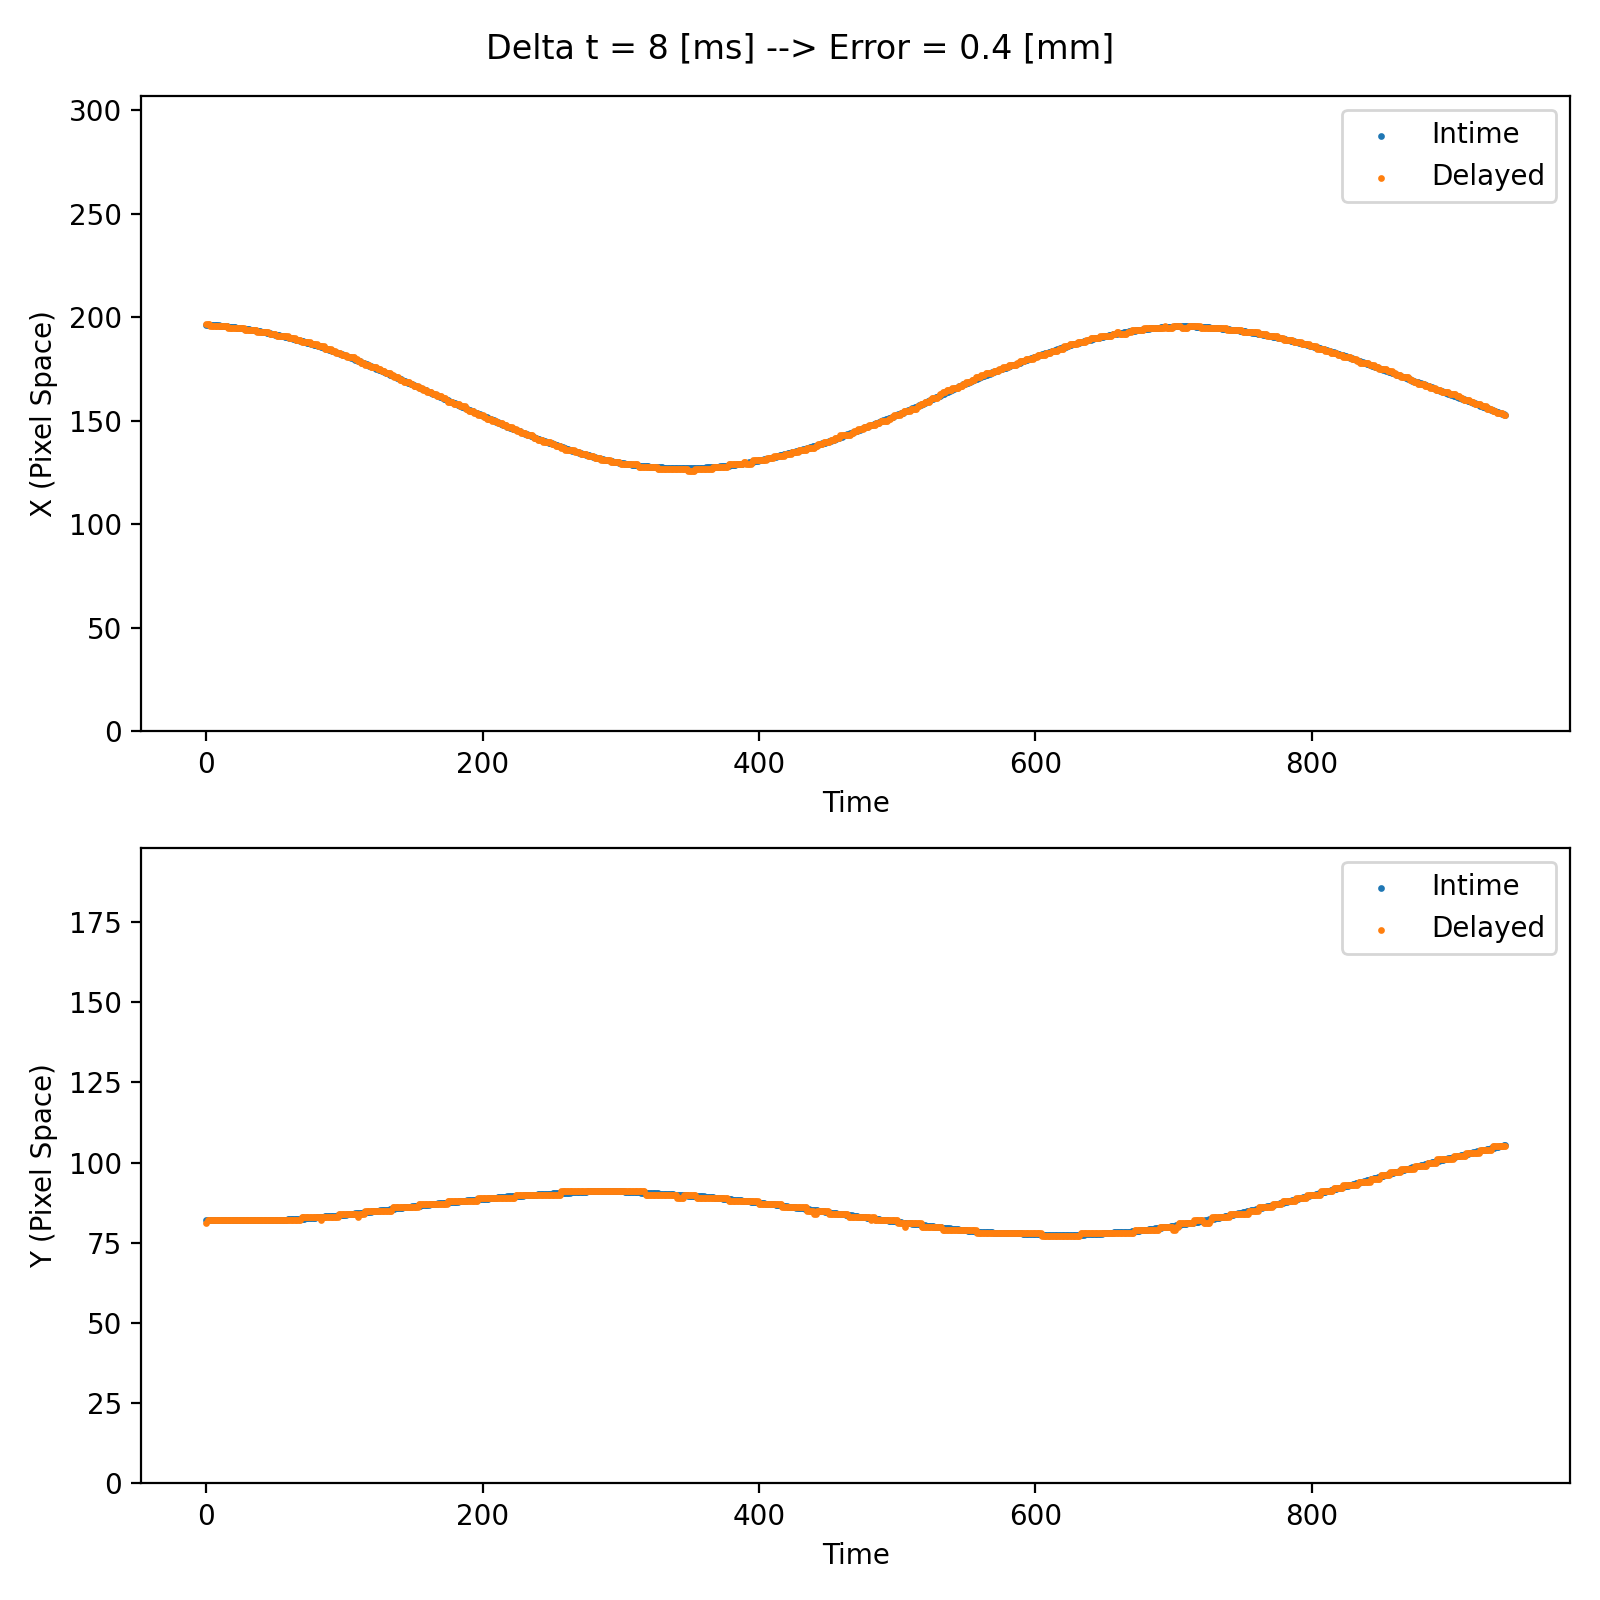 Delta t = 8 [ms] --> Error = 0.4 [mm]
300
250
200
150
100
50
0
X (Pixel Space)
Intime
Delayed
0 200 400 600 800
Time
175
150
125
100
75
50
25
0
Y (Pixel Space)
Intime
Delayed
0 200 400 600 800
Time